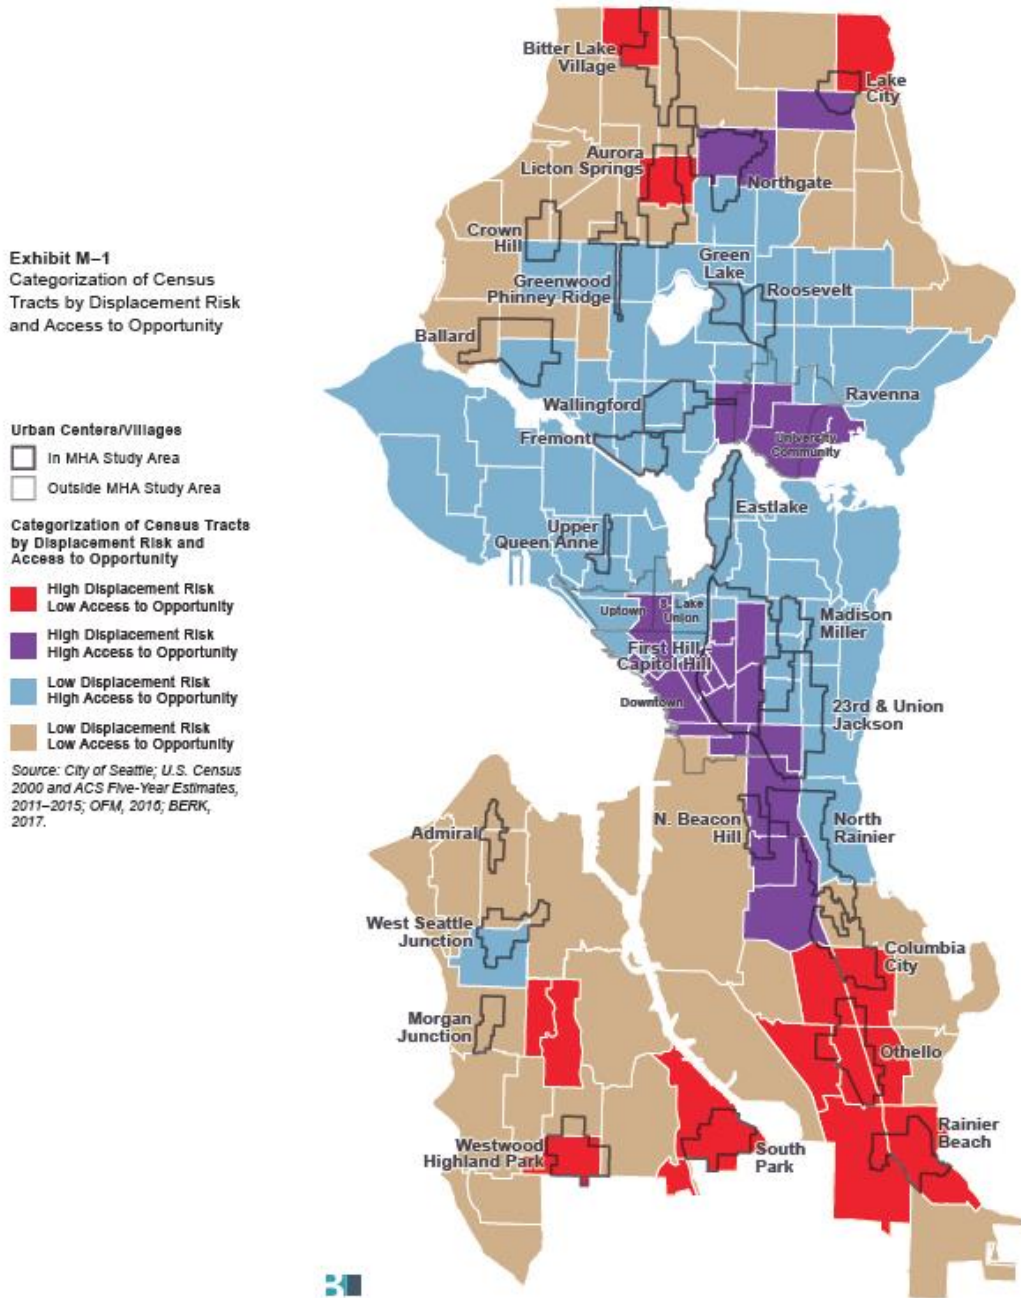 Exhibit M–1
Categorization of Census
Tracts by Displacement Risk
and Access to Opportunity
Urban Centers/Villages
In MHA Study Area
Outside MHA Study Area
Categorization of Census Tracts
by Displacement Risk and
Access to Opportunity
High Displacement Risk
Low Access to Opportunity
High Displacement Risk
High Access to Opportunity
Low Displacement Risk
High Access to Opportunity
Low Displacement Risk
Low Access to Opportunity
Source: City of Seattle; U.S. Census
2000 and ACS Five-Year Estimates,
2011–2015; OFM, 2016; BERK,
2017.
Bitter Lake
Village
Lake
City
Aurora
Licton Springs
Northgate
Crown
Hill
Green
Lake
Greenwood
Phinney Ridge
Roosevelt
Ballard
Ravenna
Wallingford
Fremont
University
Community
Eastlake
Upper
Queen Anne
Uptown
S. Lake
Union
Madison
Miller
First Hill–
Capitol Hill
Downtown
23rd & Union
Jackson
N. Beacon
Hill
North
Rainier
Admiral
West Seattle
Junction
Columbia
City
Morgan
Junction
Othello
Rainier
Beach
Westwood
Highland Park
South
Park